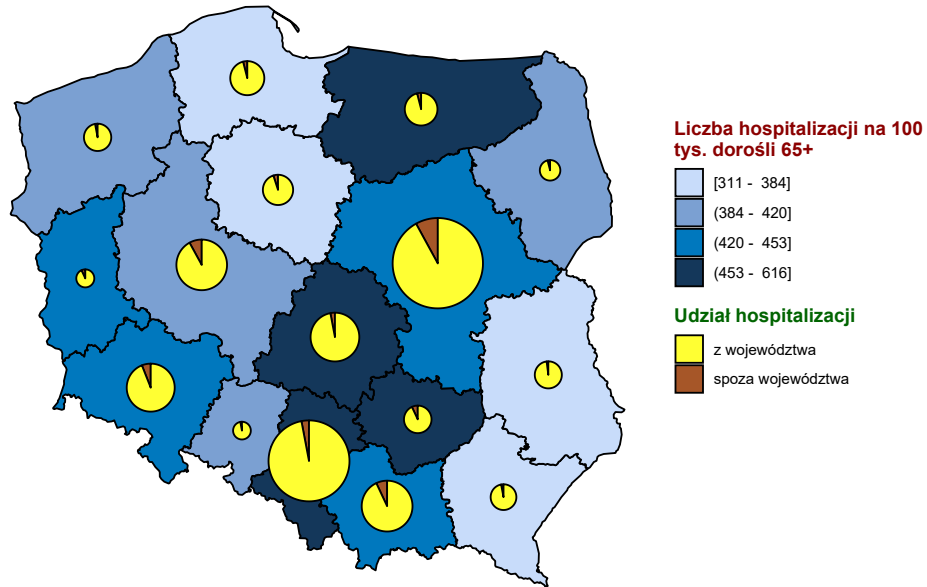 Liczba hospitalizacji na 100
tys. dorośli 65+
[311 - 384]
(384 - 420]
(420 - 453]
(453 - 616]
Udział hospitalizacji
z województwa
spoza województwa